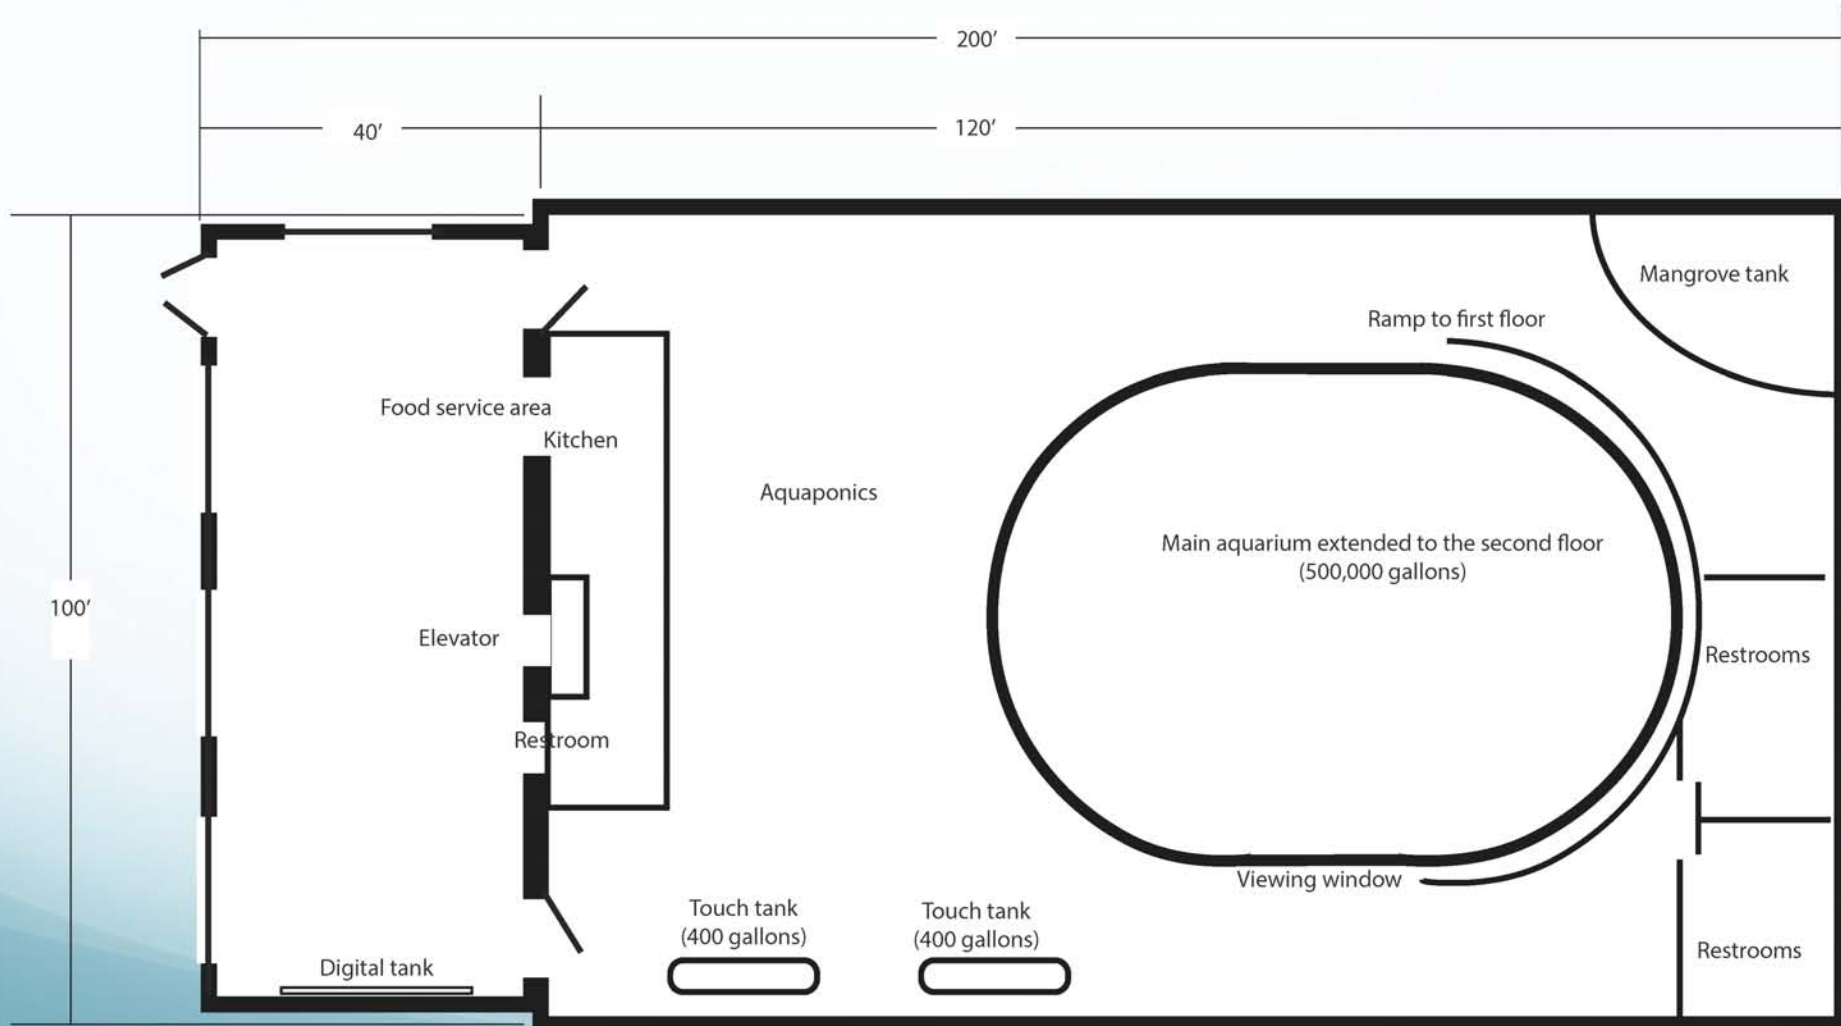 200’
40’
120’
Mangrove tank
Ramp to first floor
Food service area
Kitchen
Aquaponics
Main aquarium extended to the second floor
(500,000 gallons)
100’
Elevator
Restrooms
Restroom
Viewing window
Touch tank
(400 gallons)
Touch tank
(400 gallons)
Restrooms
Digital tank